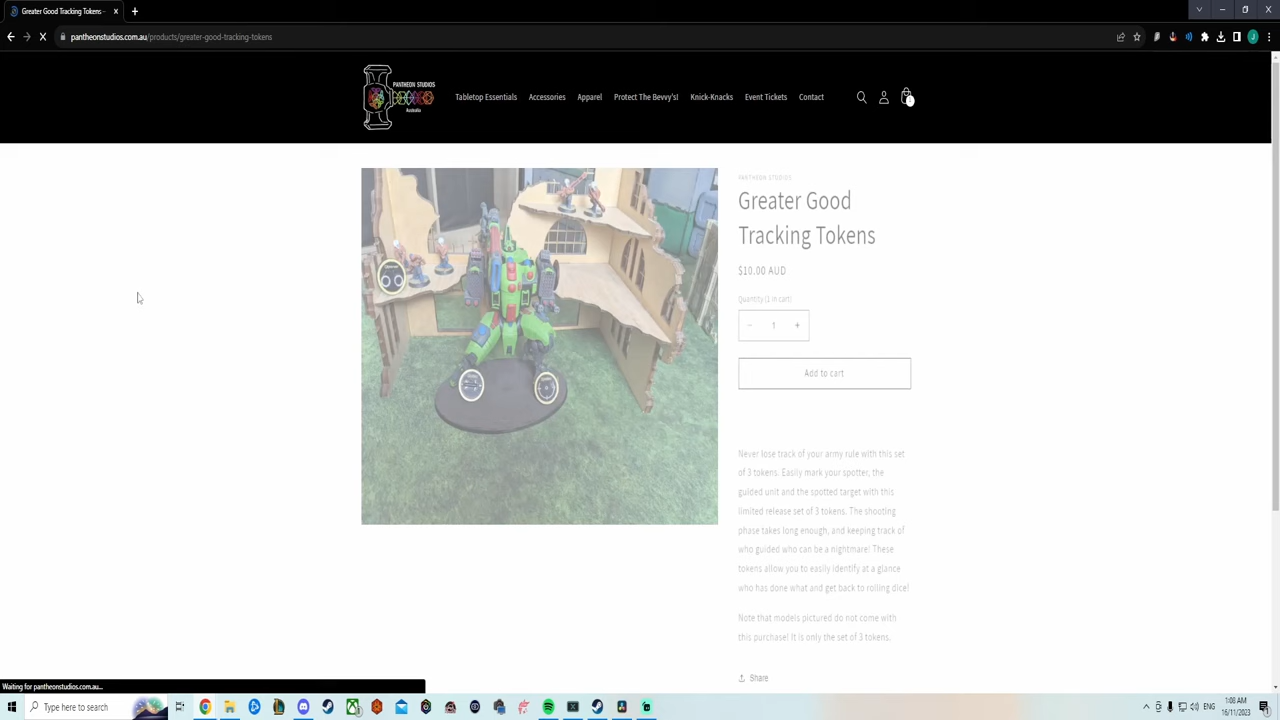 Greater Good Tracking Tokens –
pantheonstudios.com.au/products/greater-good-tracking-tokens
PANTHEON STUDIOS
Australia
Tabletop Essentials
Accessories
Apparel
Protect The Bevvy's!
Knick-Knacks
Event Tickets
Contact
PANTHEON STUDIOS
Greater Good
Tracking Tokens
$10.00 AUD
Quantity (1 in cart)
− 1 +
Add to cart
Never lose track of your army rule with this set
of 3 tokens. Easily mark your spotter, the
guided unit and the spotted target with this
limited release set of 3 tokens. The shooting
phase takes long enough, and keeping track of
who guided who can be a nightmare! These
tokens allow you to easily identify at a glance
who has done what and get back to rolling dice!
Note that models pictured do not come with
this purchase! It is only the set of 3 tokens.
Share
Waiting for pantheonstudios.com.au...
Type here to search
ENG
1:08 AM
16/11/2023